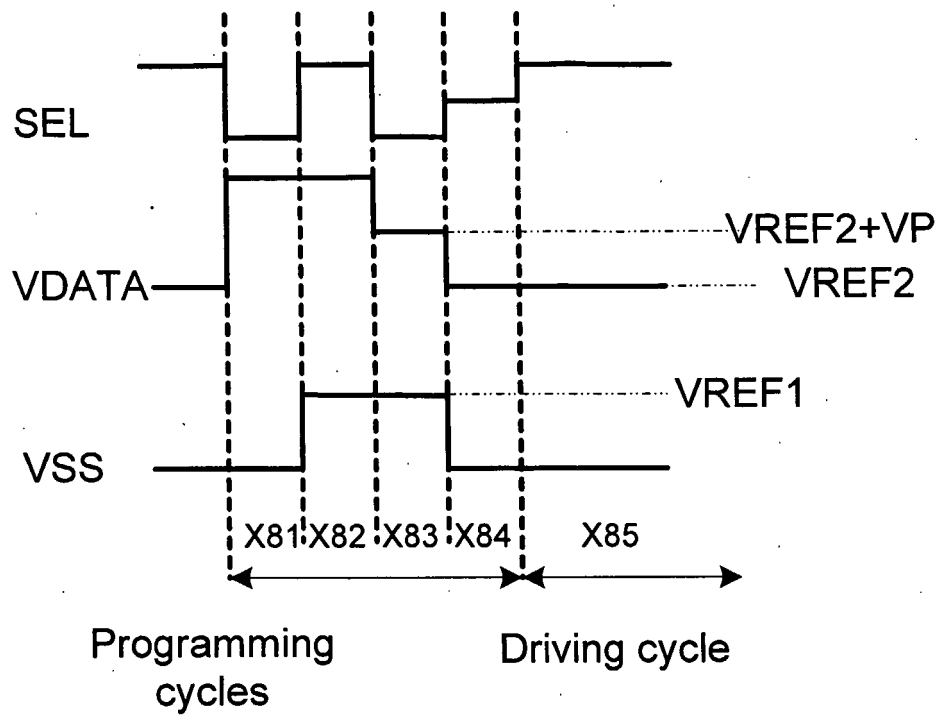 SEL
VREF2+VP
VDATA
VREF2
VREF1
VSS
X81 X82 X83 X84 X85
Programming
cycles
Driving cycle